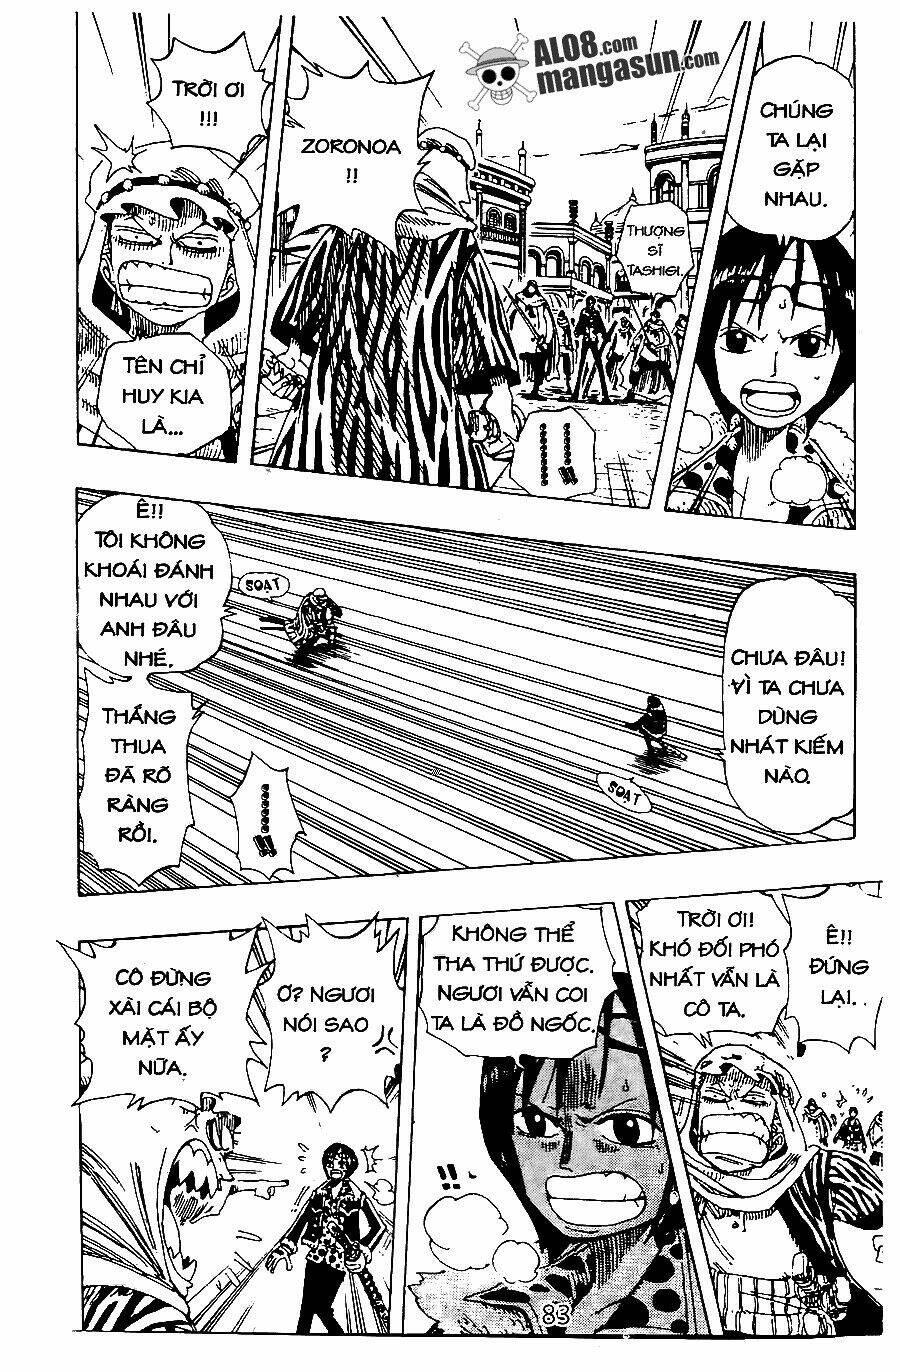 AL08.com
mangasun.com
CHÚNG
TA LẠI
GẶP
NHAU.
THƯỢNG
SĨ
TASHIGI.
ZORONOA
!!
TRỜI ƠI
!!!
TÊN CHỈ
HUY KIA
LÀ...
CHƯA ĐÂU!
VÌ TA CHƯA
DÙNG
NHÁT KIẾM
NÀO.
SOẠT
SOẠT
Ê!!
TÔI KHÔNG
KHOÁI ĐÁNH
NHAU VỚI
ANH ĐÂU
NHÉ.
THẮNG
THUA
ĐÃ RÕ
RÀNG
RỒI.
Ê!!
ĐỨNG
LẠI..
TRỜI ƠI!
KHÓ ĐỐI PHÓ
NHẤT VẪN LÀ
CÔ TA.
KHÔNG THỂ
THA THỨ ĐƯỢC.
NGƯƠI VẪN COI
TA LÀ ĐỒ NGỐC.
!!
Ơ? NGƯƠI
NÓI SAO
?
CÔ ĐỪNG
XÀI CÁI BỘ
MẶT ẤY
NỮA.
83